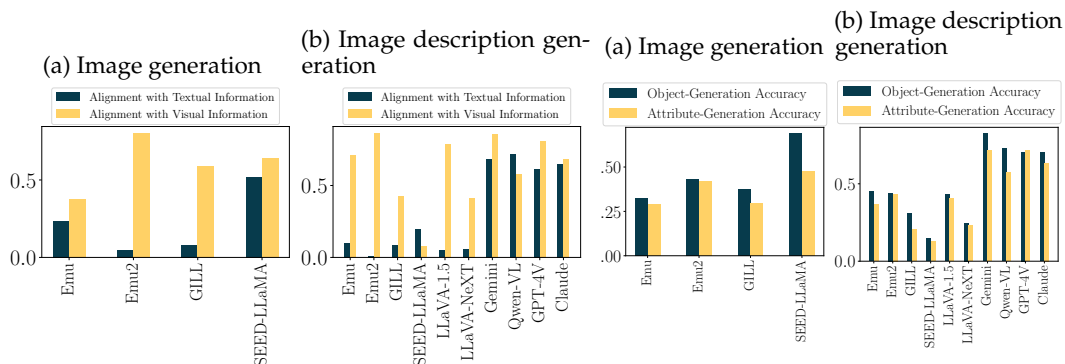 (a) Image generation
Alignment with Textual Information
Alignment with Visual Information
0.5
0.0
Emu
Emu2
GILL
SEED-LLaMA
(b) Image description gen-
eration
Alignment with Textual Information
Alignment with Visual Information
0.5
0.0
Emu
Emu2
GILL
SEED-LLaMA
LLaVA-1.5
LLaVA-NeXT
Gemini
Qwen-VL
GPT-4V
Claude
(a) Image generation
Object-Generation Accuracy
Attribute-Generation Accuracy
.50
.25
.00
Emu
Emu2
GILL
SEED-LLaMA
(b) Image description
generation
Object-Generation Accuracy
Attribute-Generation Accuracy
0.5
0.0
Emu
Emu2
GILL
SEED-LLaMA
LLaVA-1.5
LLaVA-NeXT
Gemini
Qwen-VL
GPT-4V
Claude